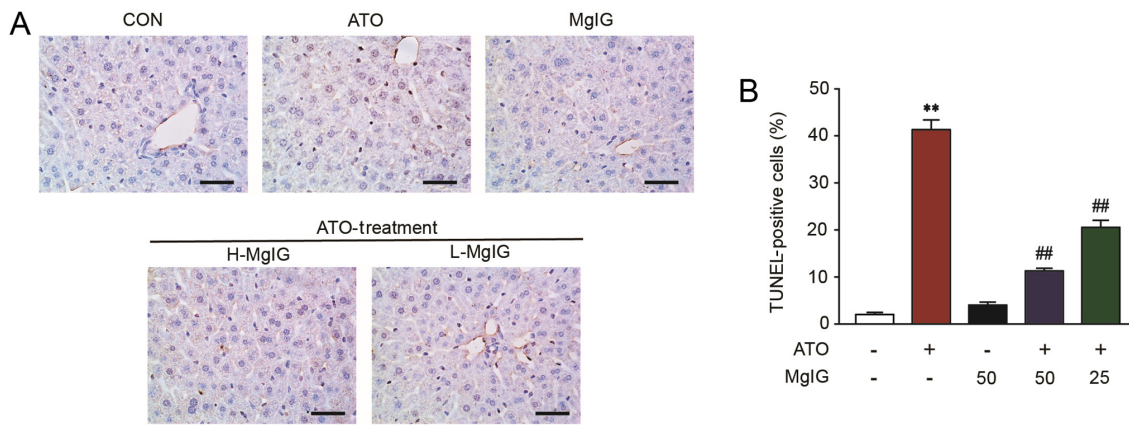 A
CON
ATO
MgIG
ATO-treatment
H-MgIG
L-MgIG
B
TUNEL-positive cells (%)
50
40
30
20
10
0
**
##
##
ATO - + - + +
MgIG - - 50 50 25